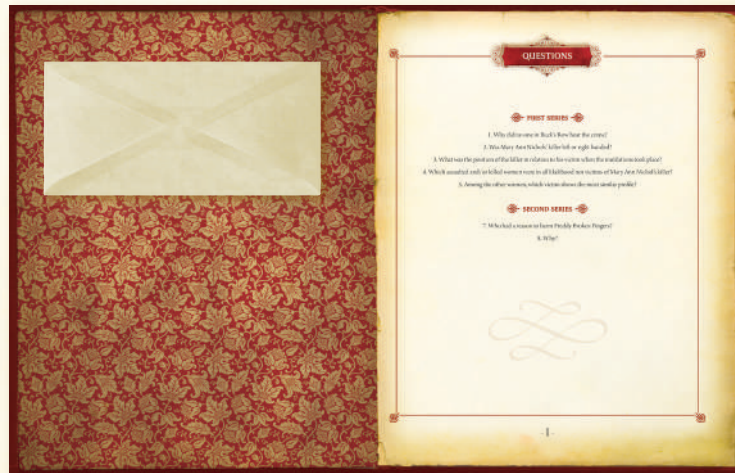 QUESTIONS
FIRST SERIES
1. Why did no one in Buck's Row hear the crime?
2. Was Mary Ann Nichols' killer left or right-handed?
3. What was the position of the killer in relation to his victim when the mutilations took place?
4. Which assaulted and/or killed women were in all likelihood not victims of Mary Ann Nichol's killer?
5. Among the other women, which victim shows the most similar profile?
SECOND SERIES
7. Who had a reason to frame Freddy Broken Fingers?
8. Why?